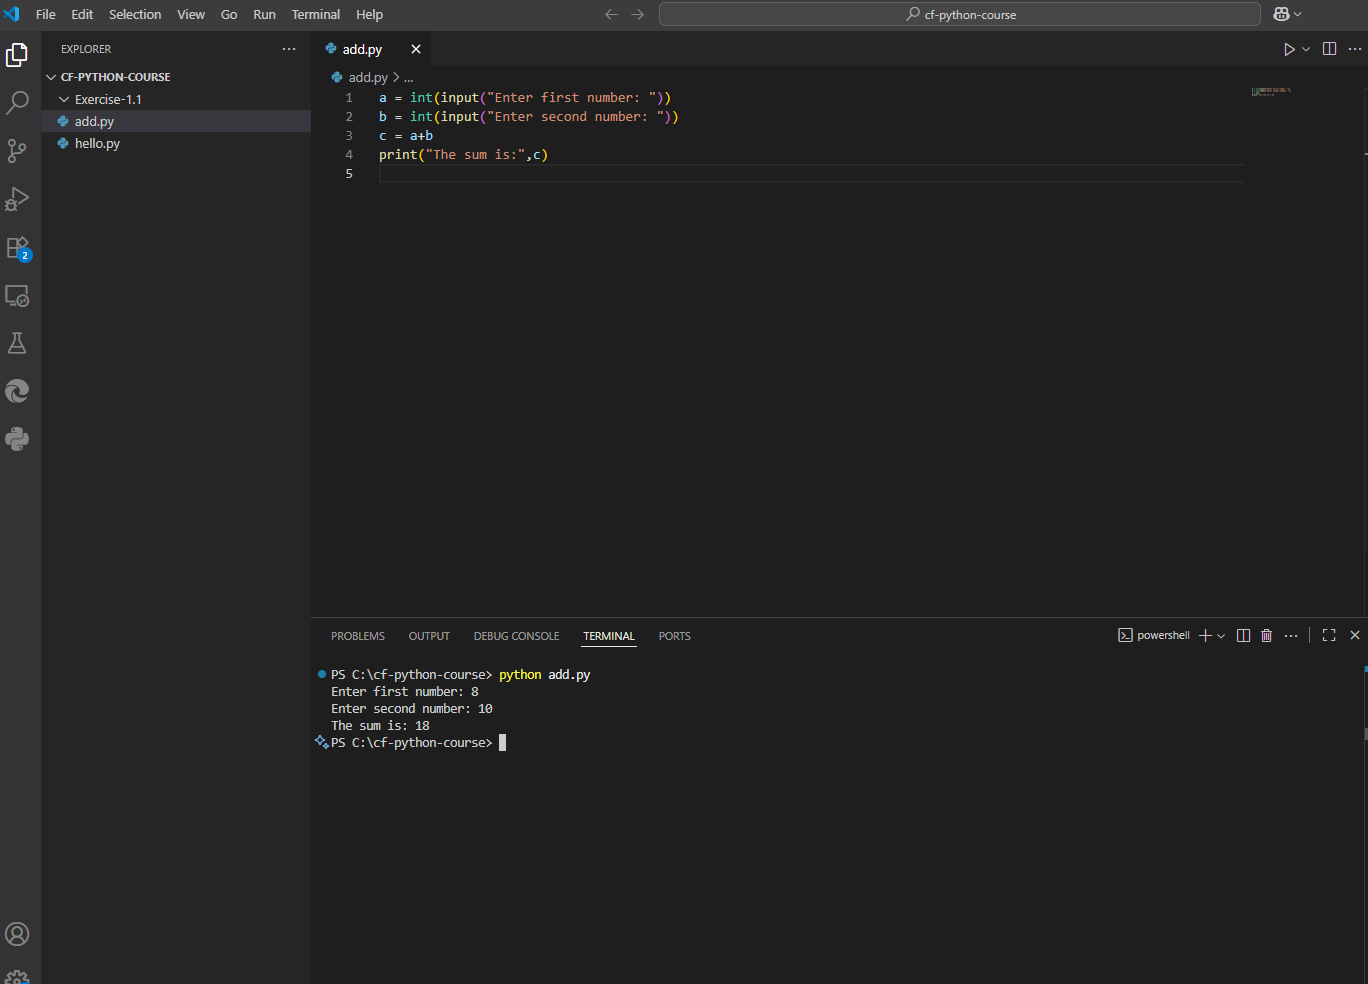 File Edit Selection View Go Run Terminal Help
cf-python-course
EXPLORER
add.py
CF-PYTHON-COURSE
add.py > ...
Exercise-1.1
add.py
hello.py
2
1 a = int(input("Enter first number: "))
2 b = int(input("Enter second number: "))
3 c = a+b
4 print("The sum is:",c)
5
PROBLEMS OUTPUT DEBUG CONSOLE TERMINAL PORTS
powershell
PS C:\cf-python-course> python add.py
Enter first number: 8
Enter second number: 10
The sum is: 18
PS C:\cf-python-course>